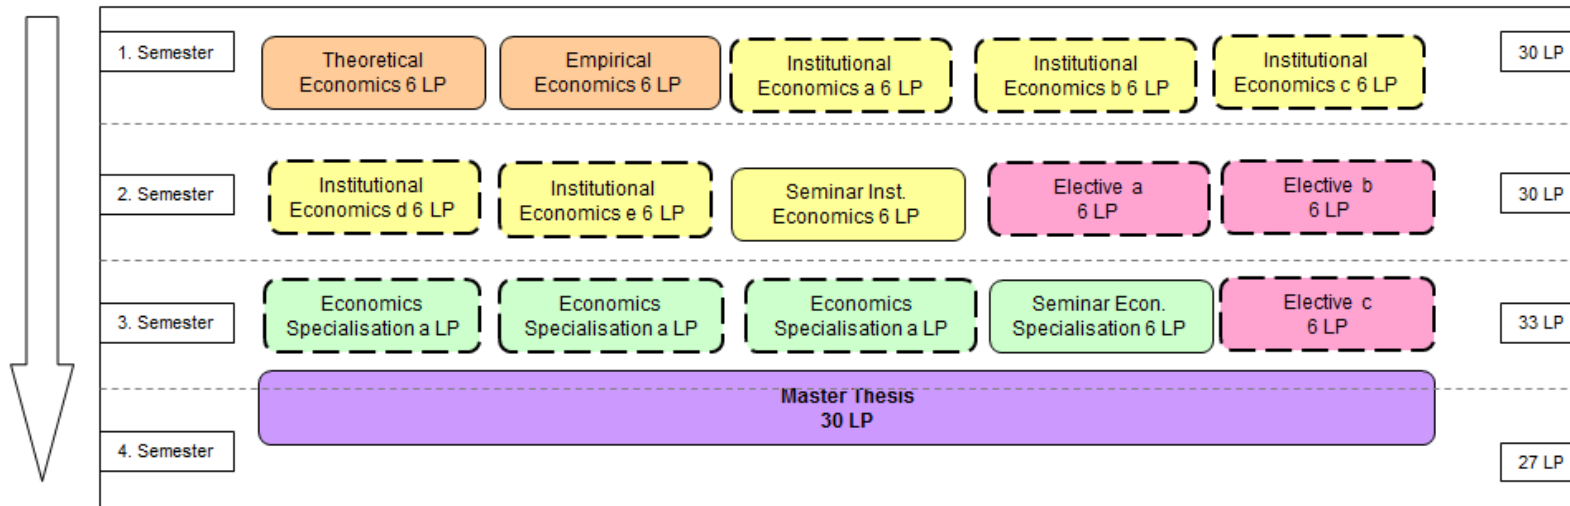 1. Semester
Theoretical
Economics 6 LP
Empirical
Economics 6 LP
Institutional
Economics a 6 LP
Institutional
Economics b 6 LP
Institutional
Economics c 6 LP
30 LP
2. Semester
Institutional
Economics d 6 LP
Institutional
Economics e 6 LP
Seminar Inst.
Economics 6 LP
Elective a
6 LP
Elective b
6 LP
30 LP
3. Semester
Economics
Specialisation a LP
Economics
Specialisation a LP
Economics
Specialisation a LP
Seminar Econ.
Specialisation 6 LP
Elective c
6 LP
33 LP
Master Thesis
30 LP
4. Semester
27 LP